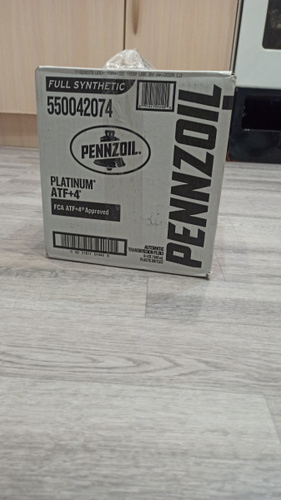 FULL SYNTHETIC
550042074
PENNZOIL
PLATINUM®
ATF+4®
FCA ATF+4® Approved
AUTOMATIC
TRANSMISSION FLUID
PENNZOIL